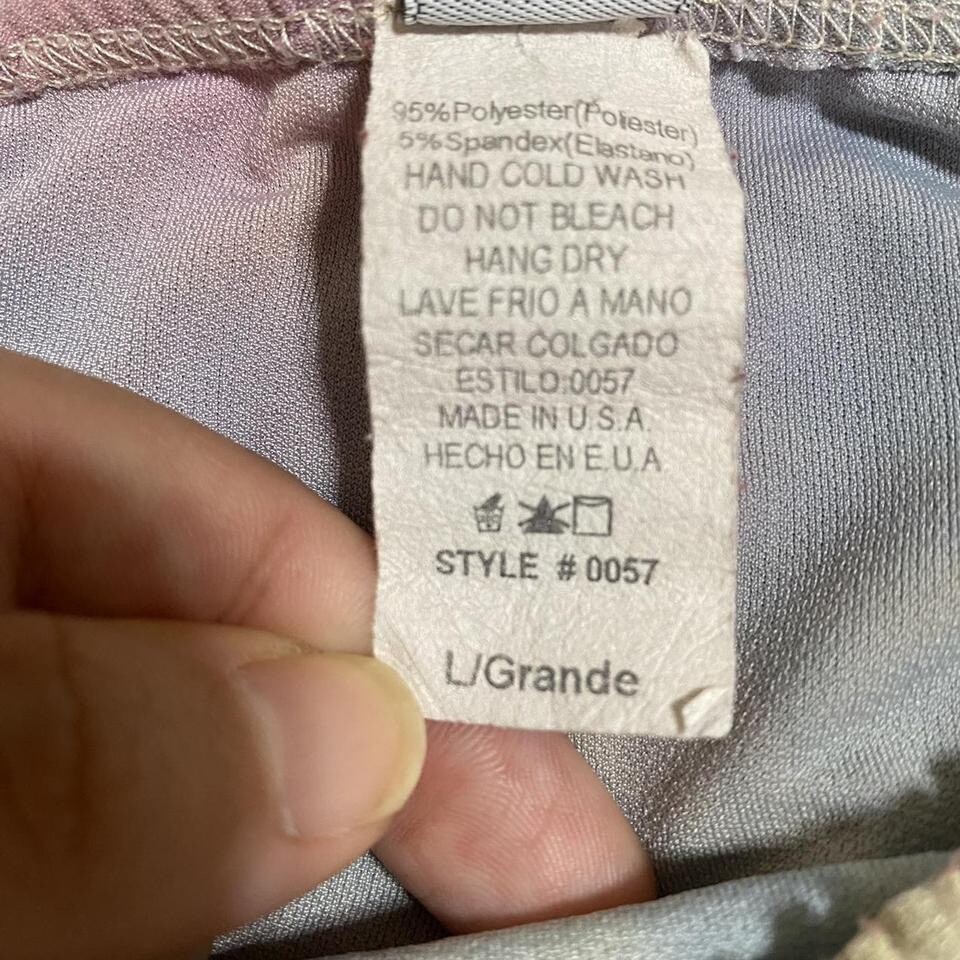 95%Polyester(Poliester)
5%Spandex(Elastano)
HAND COLD WASH
DO NOT BLEACH
HANG DRY
LAVE FRIO A MANO
SECAR COLGADO
ESTILO:0057
MADE IN U.S.A.
HECHO EN E.U.A
STYLE # 0057
L/Grande